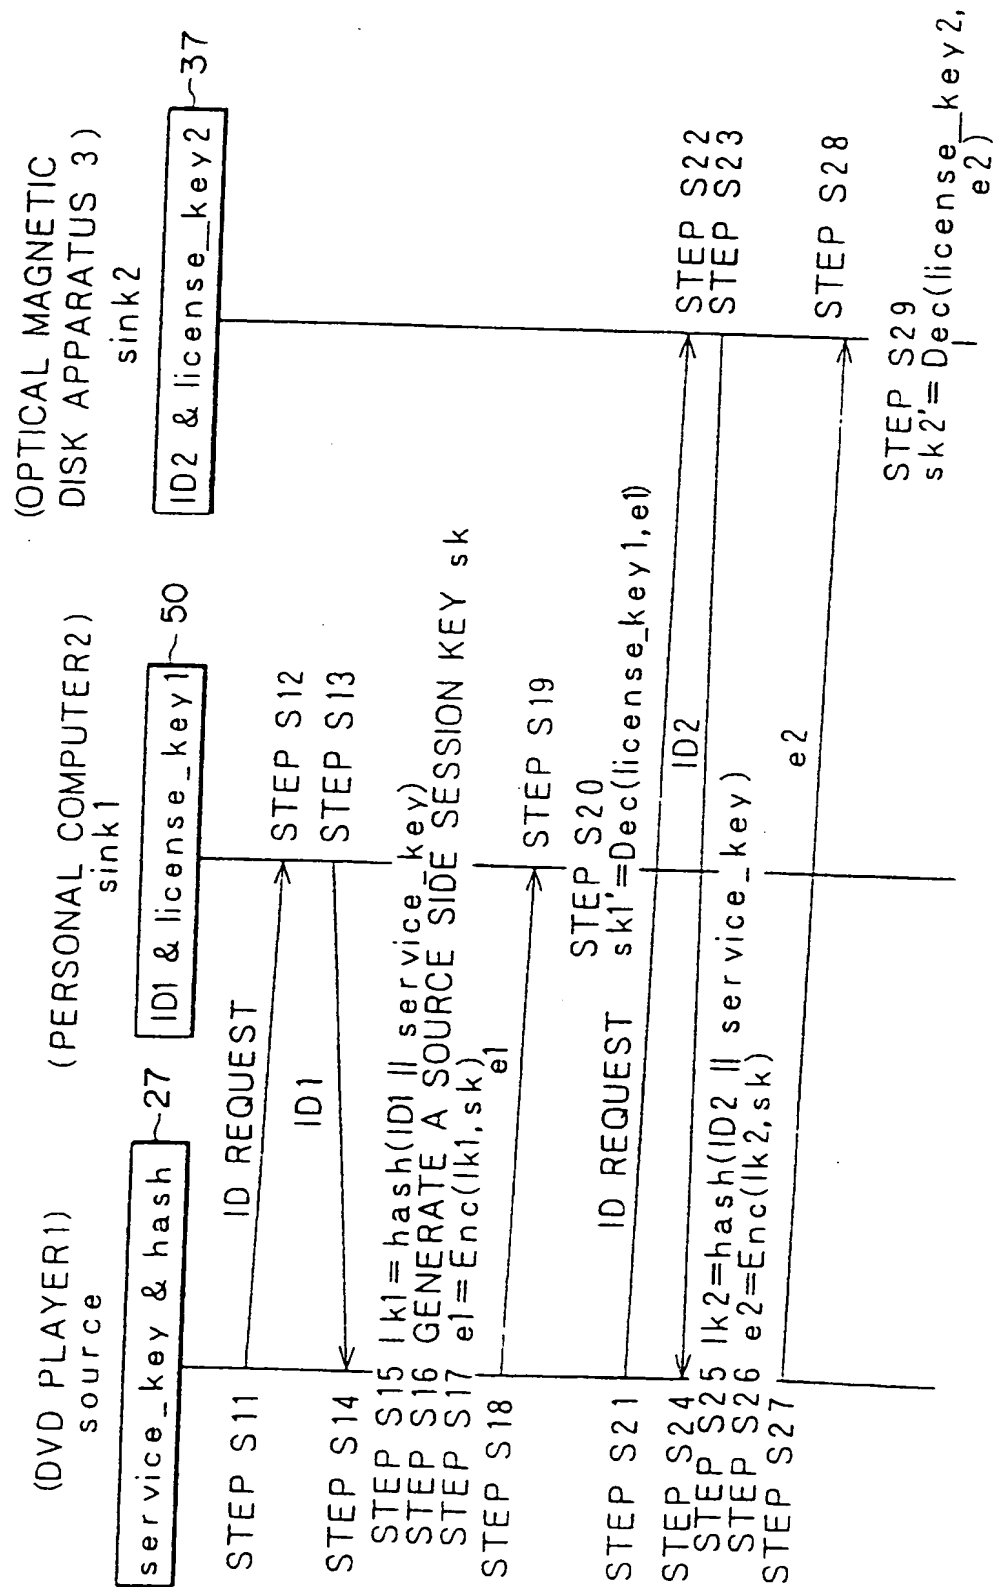 (DVD PLAYER1)
source
service_key & hash
27
(PERSONAL COMPUTER2)
sink1
ID1 & license_key1
50
(OPTICAL MAGNETIC
DISK APPARATUS 3)
sink2
ID2 & license_key2
37
STEP S11
ID REQUEST
STEP S12
STEP S13
ID1
STEP S14
STEP S15 lk1=hash(ID1 || service_key)
STEP S16 GENERATE A SOURCE SIDE SESSION KEY sk
STEP S17 e1=Enc(lk1,sk)
STEP S18
e1
STEP S19
STEP S20
sk1'=Dec(license_key1,e1)
STEP S21
ID REQUEST
STEP S22
STEP S23
ID2
STEP S24
STEP S25 lk2=hash(ID2 || service_key)
STEP S26 e2=Enc(lk2,sk)
STEP S27
e2
STEP S28
STEP S29
sk2'=Dec(license_key2,
e2)